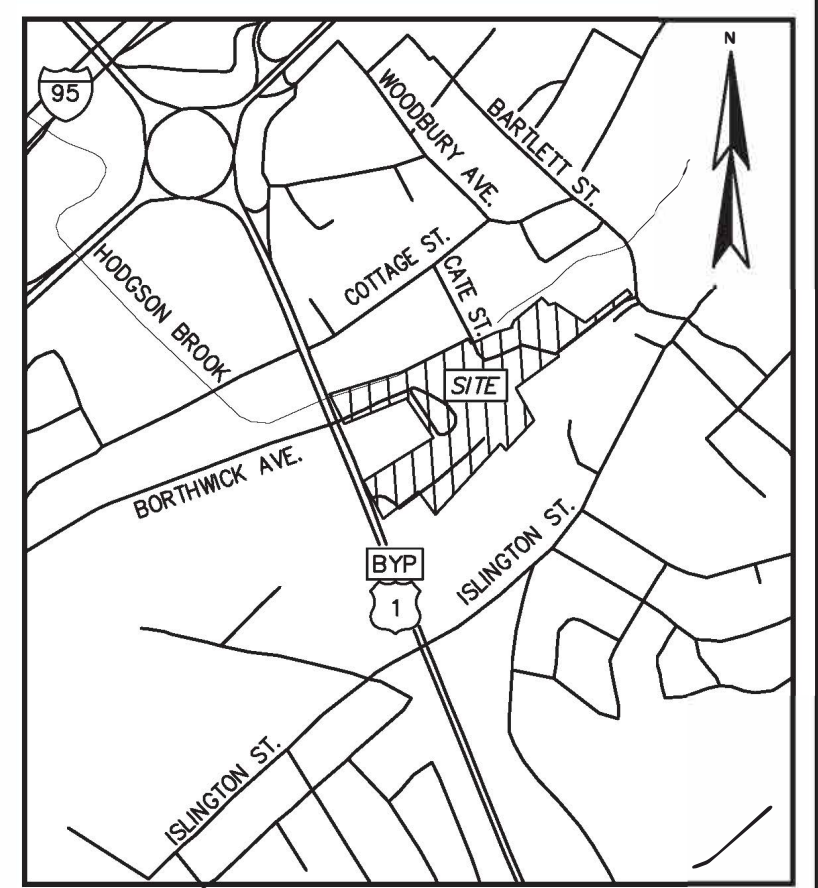 N
95
WOODBURY AVE.
BARTLETT ST.
HODGSON BROOK
COTTAGE ST.
CATE ST.
SITE
BORTHWICK AVE.
ISLINGTON ST.
BYP
1
ISLINGTON ST.